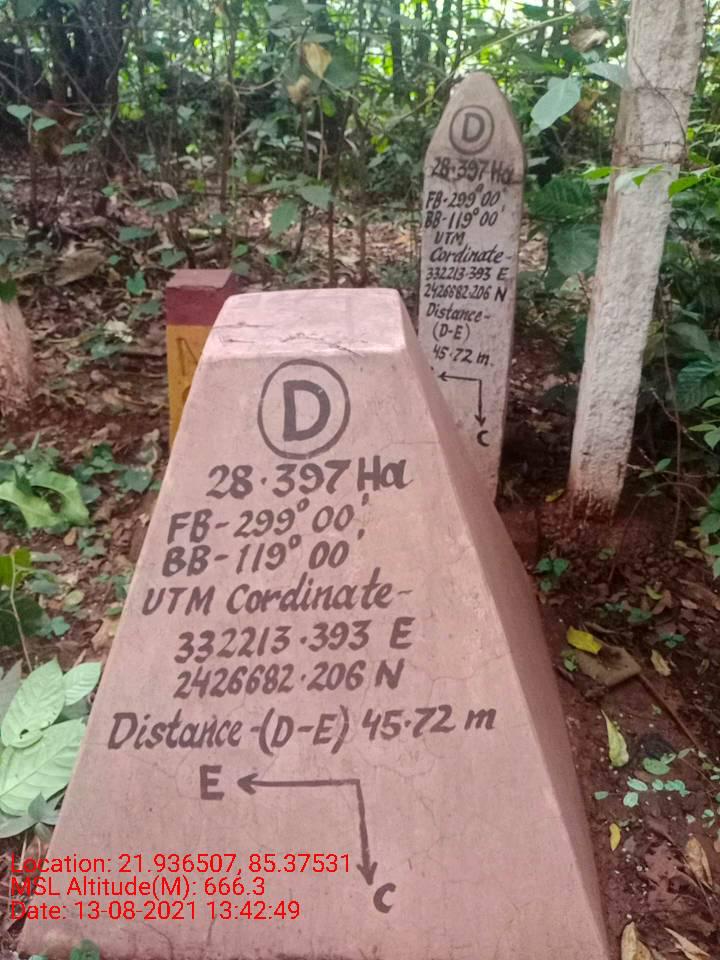 D
28.397 Ha
FB-299° 00'
BB-119° 00'
UTM
Cordinate-
332213.393 E
2426682.206 N
Distance-
(D-E)
45.72 m.
C
D
28.397 Ha
FB-299° 00'
BB-119° 00'
UTM Cordinate-
332213.393 E
2426682.206 N
Distance-(D-E) 45.72 m
E
C
Location: 21.936507, 85.37531
MSL Altitude(M): 666.3
Date: 13-08-2021 13:42:49